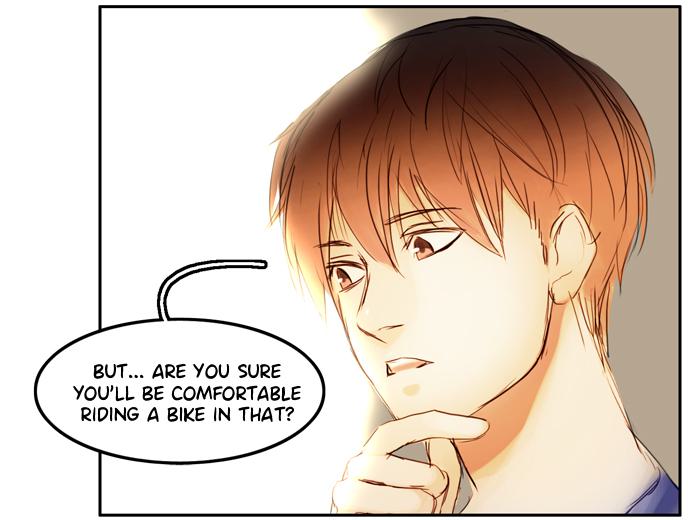 BUT... ARE YOU SURE
YOU'LL BE COMFORTABLE
RIDING A BIKE IN THAT?